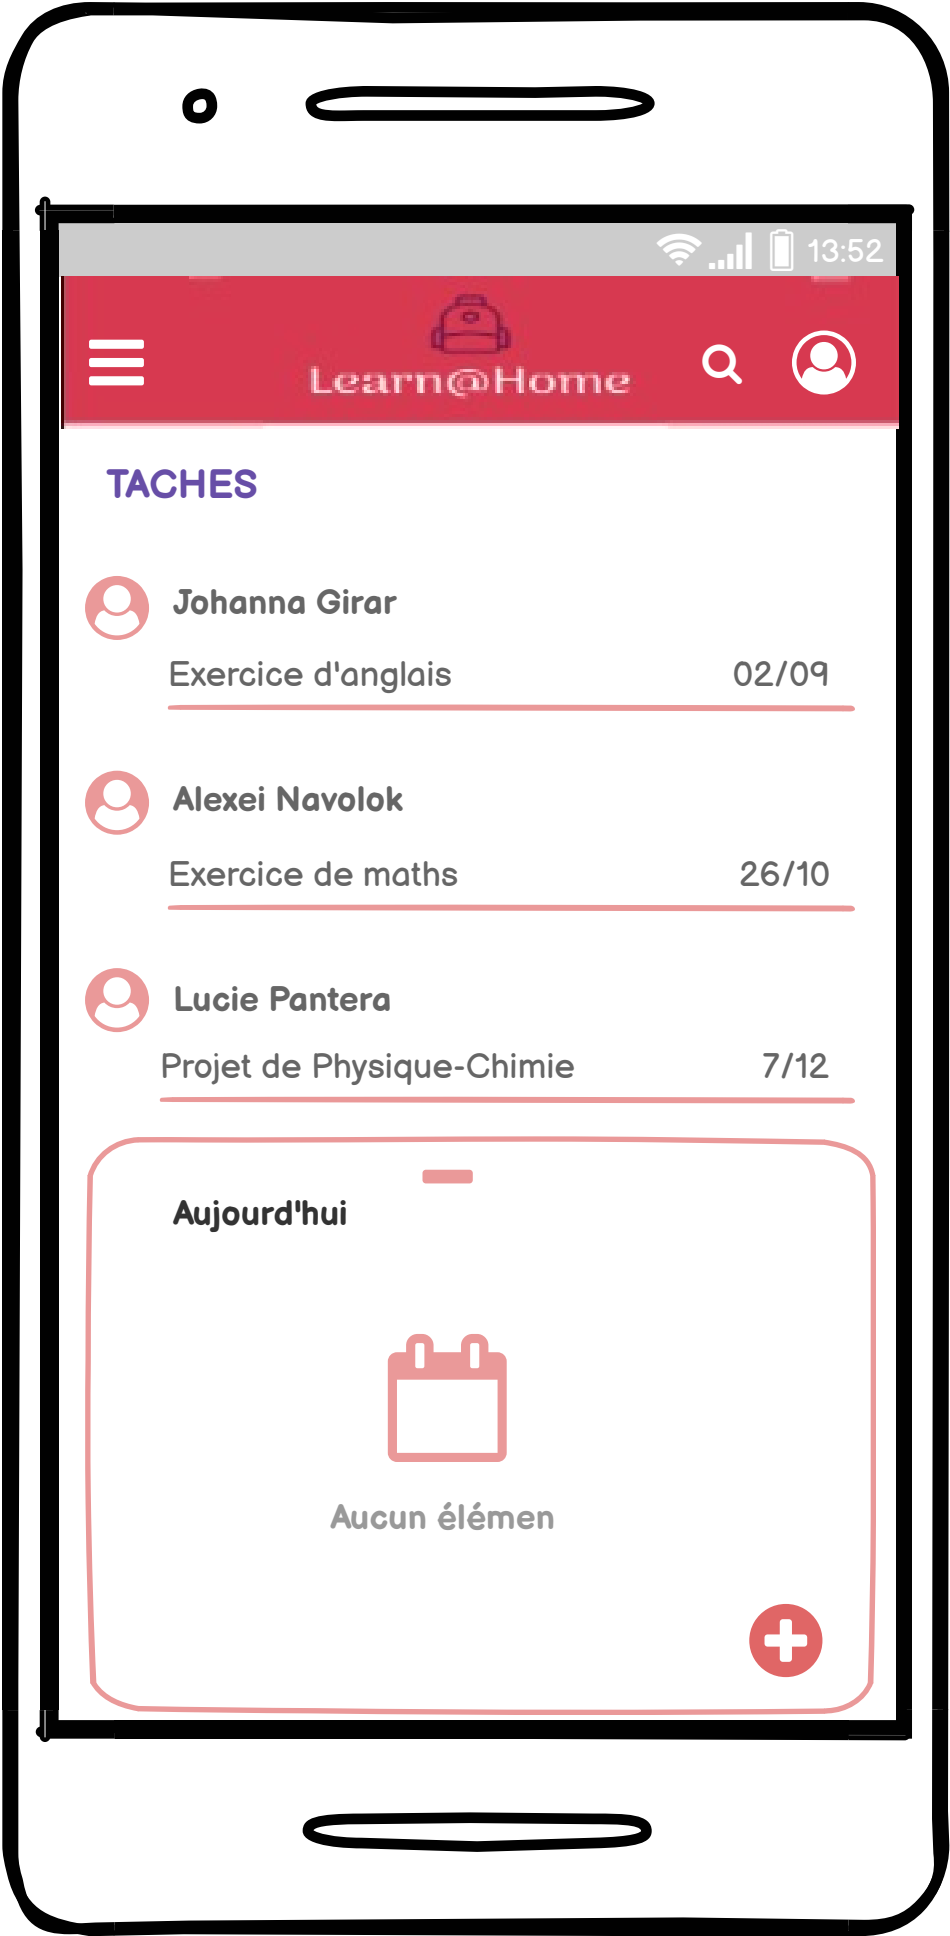 13:52
Learn@Home
TACHES
Johanna Girar
Exercice d'anglais 02/09
Alexei Navolok
Exercice de maths 26/10
Lucie Pantera
Projet de Physique-Chimie 7/12
Aujourd'hui
Aucun élémen